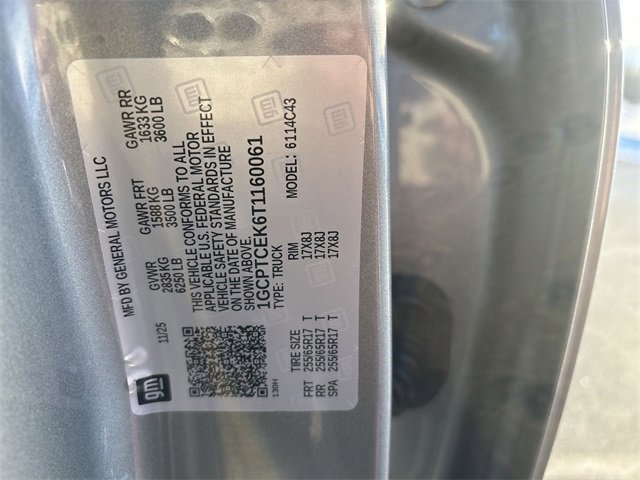 gm
MFD BY GENERAL MOTORS LLC
11/25
GVWR GAWR FRT GAWR RR
2835 KG 1588 KG 1633 KG
6250 LB 3500 LB 3600 LB
THIS VEHICLE CONFORMS TO ALL
APPLICABLE U.S. FEDERAL MOTOR
VEHICLE SAFETY STANDARDS IN EFFECT
ON THE DATE OF MANUFACTURE
SHOWN ABOVE.
1GCPTCEK6T1160061
TYPE: TRUCK MODEL: 6114C43
130H
TIRE SIZE RIM
FRT 255/65R17 T 17X8J
RR 255/65R17 T 17X8J
SPA 255/65R17 T 17X8J